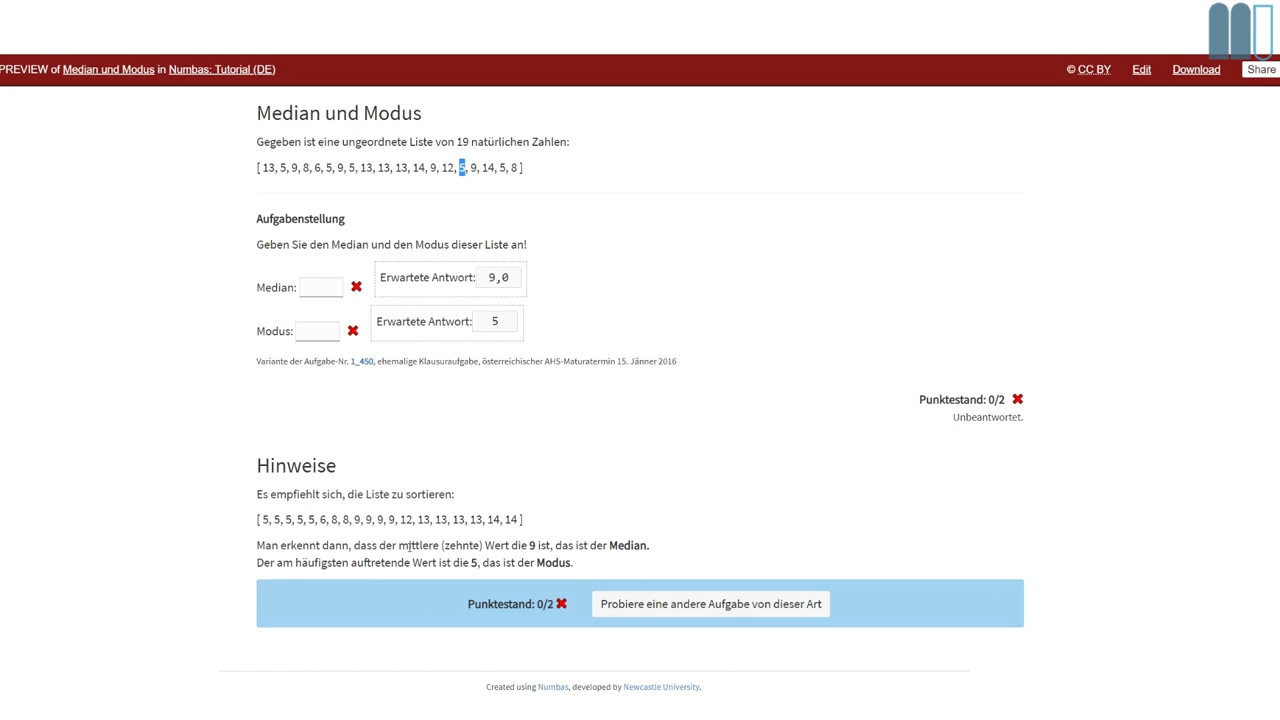 PREVIEW of Median und Modus in Numbas: Tutorial (DE)
© CC BY Edit Download Share
Median und Modus
Gegeben ist eine ungeordnete Liste von 19 natürlichen Zahlen:
[ 13, 5, 9, 8, 6, 5, 9, 5, 13, 13, 13, 14, 9, 12, 5, 9, 14, 5, 8 ]
Aufgabenstellung
Geben Sie den Median und den Modus dieser Liste an!
Median: Erwartete Antwort: 9,0
Modus: Erwartete Antwort: 5
Variante der Aufgabe-Nr. 1_450, ehemalige Klausuraufgabe, österreichischer AHS-Maturatermin 15. Jänner 2016
Punktestand: 0/2
Unbeantwortet.
Hinweise
Es empfiehlt sich, die Liste zu sortieren:
[ 5, 5, 5, 5, 5, 6, 8, 8, 9, 9, 9, 9, 12, 13, 13, 13, 13, 14, 14 ]
Man erkennt dann, dass der mittlere (zehnte) Wert die 9 ist, das ist der Median.
Der am häufigsten auftretende Wert ist die 5, das ist der Modus.
Punktestand: 0/2 Probiere eine andere Aufgabe von dieser Art
Created using Numbas, developed by Newcastle University.